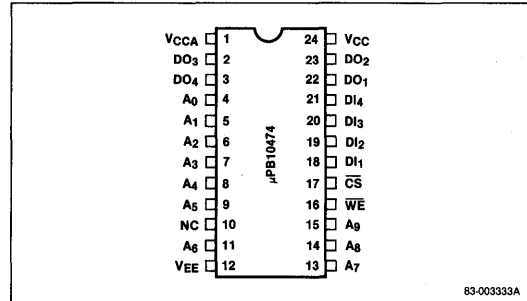 VCCA 1 24 VCC
DO3 2 23 DO2
DO4 3 22 DO1
A0 4 21 DI4
A1 5 20 DI3
A2 6 19 DI2
A3 7 18 DI1
A4 8 17 C̅S̅
A5 9 16 W̅E̅
NC 10 15 A9
A6 11 14 A8
VEE 12 13 A7
μPB10474
83-003333A